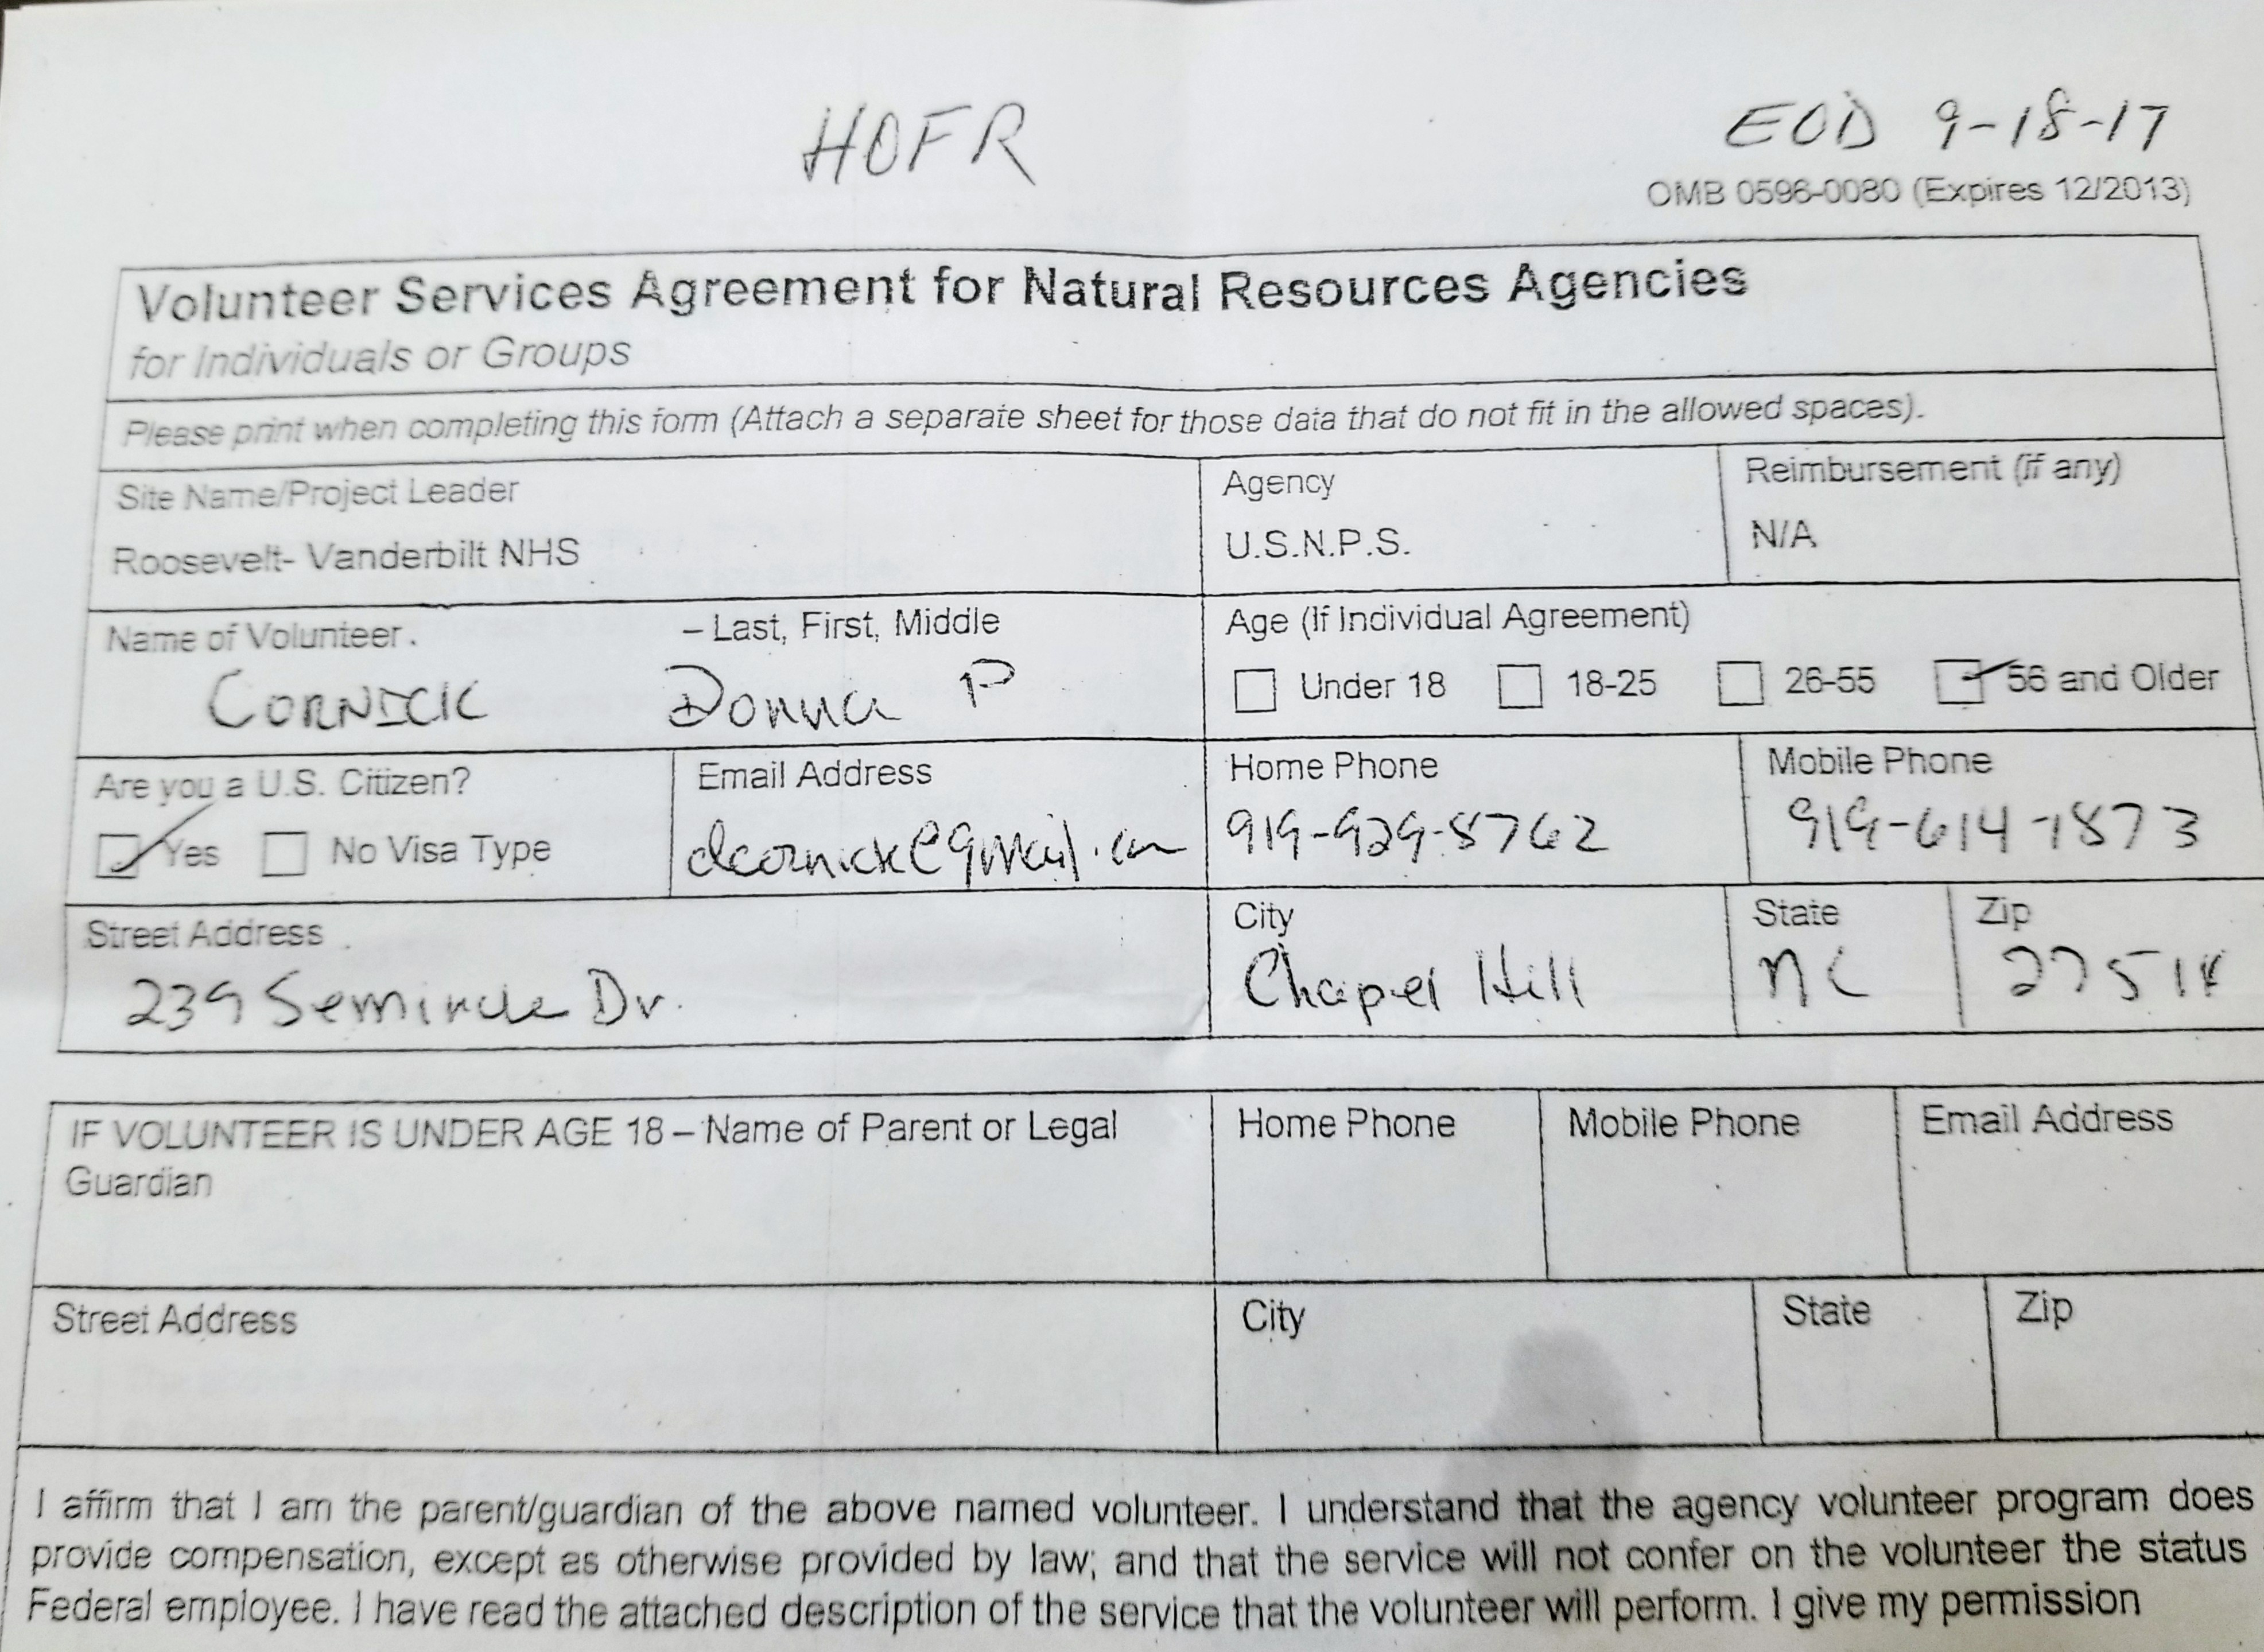 HOFR
EOD 9-18-17
OMB 0596-0080 (Expires 12/2013)
Volunteer Services Agreement for Natural Resources Agencies
for Individuals or Groups
Please print when completing this form (Attach a separate sheet for those data that do not fit in the allowed spaces).
Site Name/Project Leader
Roosevelt- Vanderbilt NHS
Agency
U.S.N.P.S.
Reimbursement (if any)
N/A
Name of Volunteer. – Last, First, Middle
CORNICK Donna P
Age (If Individual Agreement)
Under 18 18-25 26-55 56 and Older
Are you a U.S. Citizen?
Yes No Visa Type
Email Address
dcornick@gmail.com
Home Phone
919-929-8762
Mobile Phone
919-614-1873
Street Address
239 Dr.
City
Chapel Hill
State
NC
Zip
27514
IF VOLUNTEER IS UNDER AGE 18 – Name of Parent or Legal
Guardian
Home Phone
Mobile Phone
Email Address
Street Address
City
State
Zip
I affirm that I am the parent/guardian of the above named volunteer. I understand that the agency volunteer program does
provide compensation, except as otherwise provided by law; and that the service will not confer on the volunteer the status
Federal employee. I have read the attached description of the service that the volunteer will perform. I give my permission